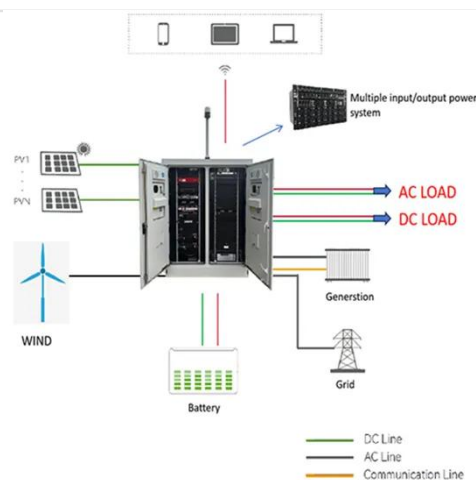 Multiple input/output power
system
PV1
PVN
AC LOAD
DC LOAD
WIND
Generstion
Grid
Battery
DC Line
AC Line
Communication Line